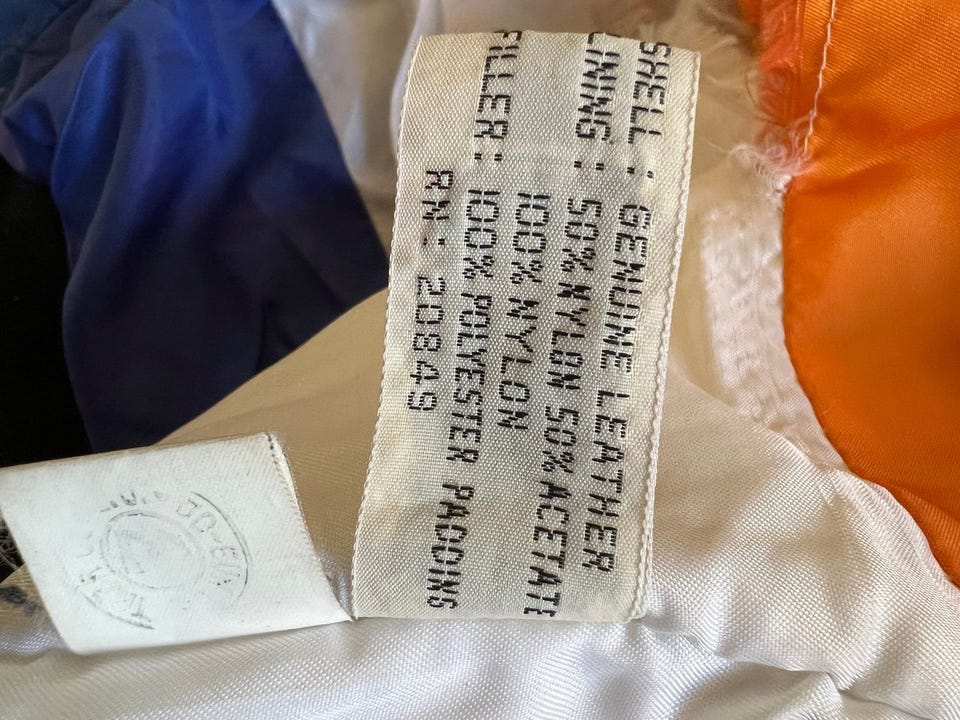 SHELL : GENUINE LEATHER
LINING : 50% NYLON 50% ACETATE
100% NYLON
FILLER: 100% POLYESTER PADDING
RN: 20849